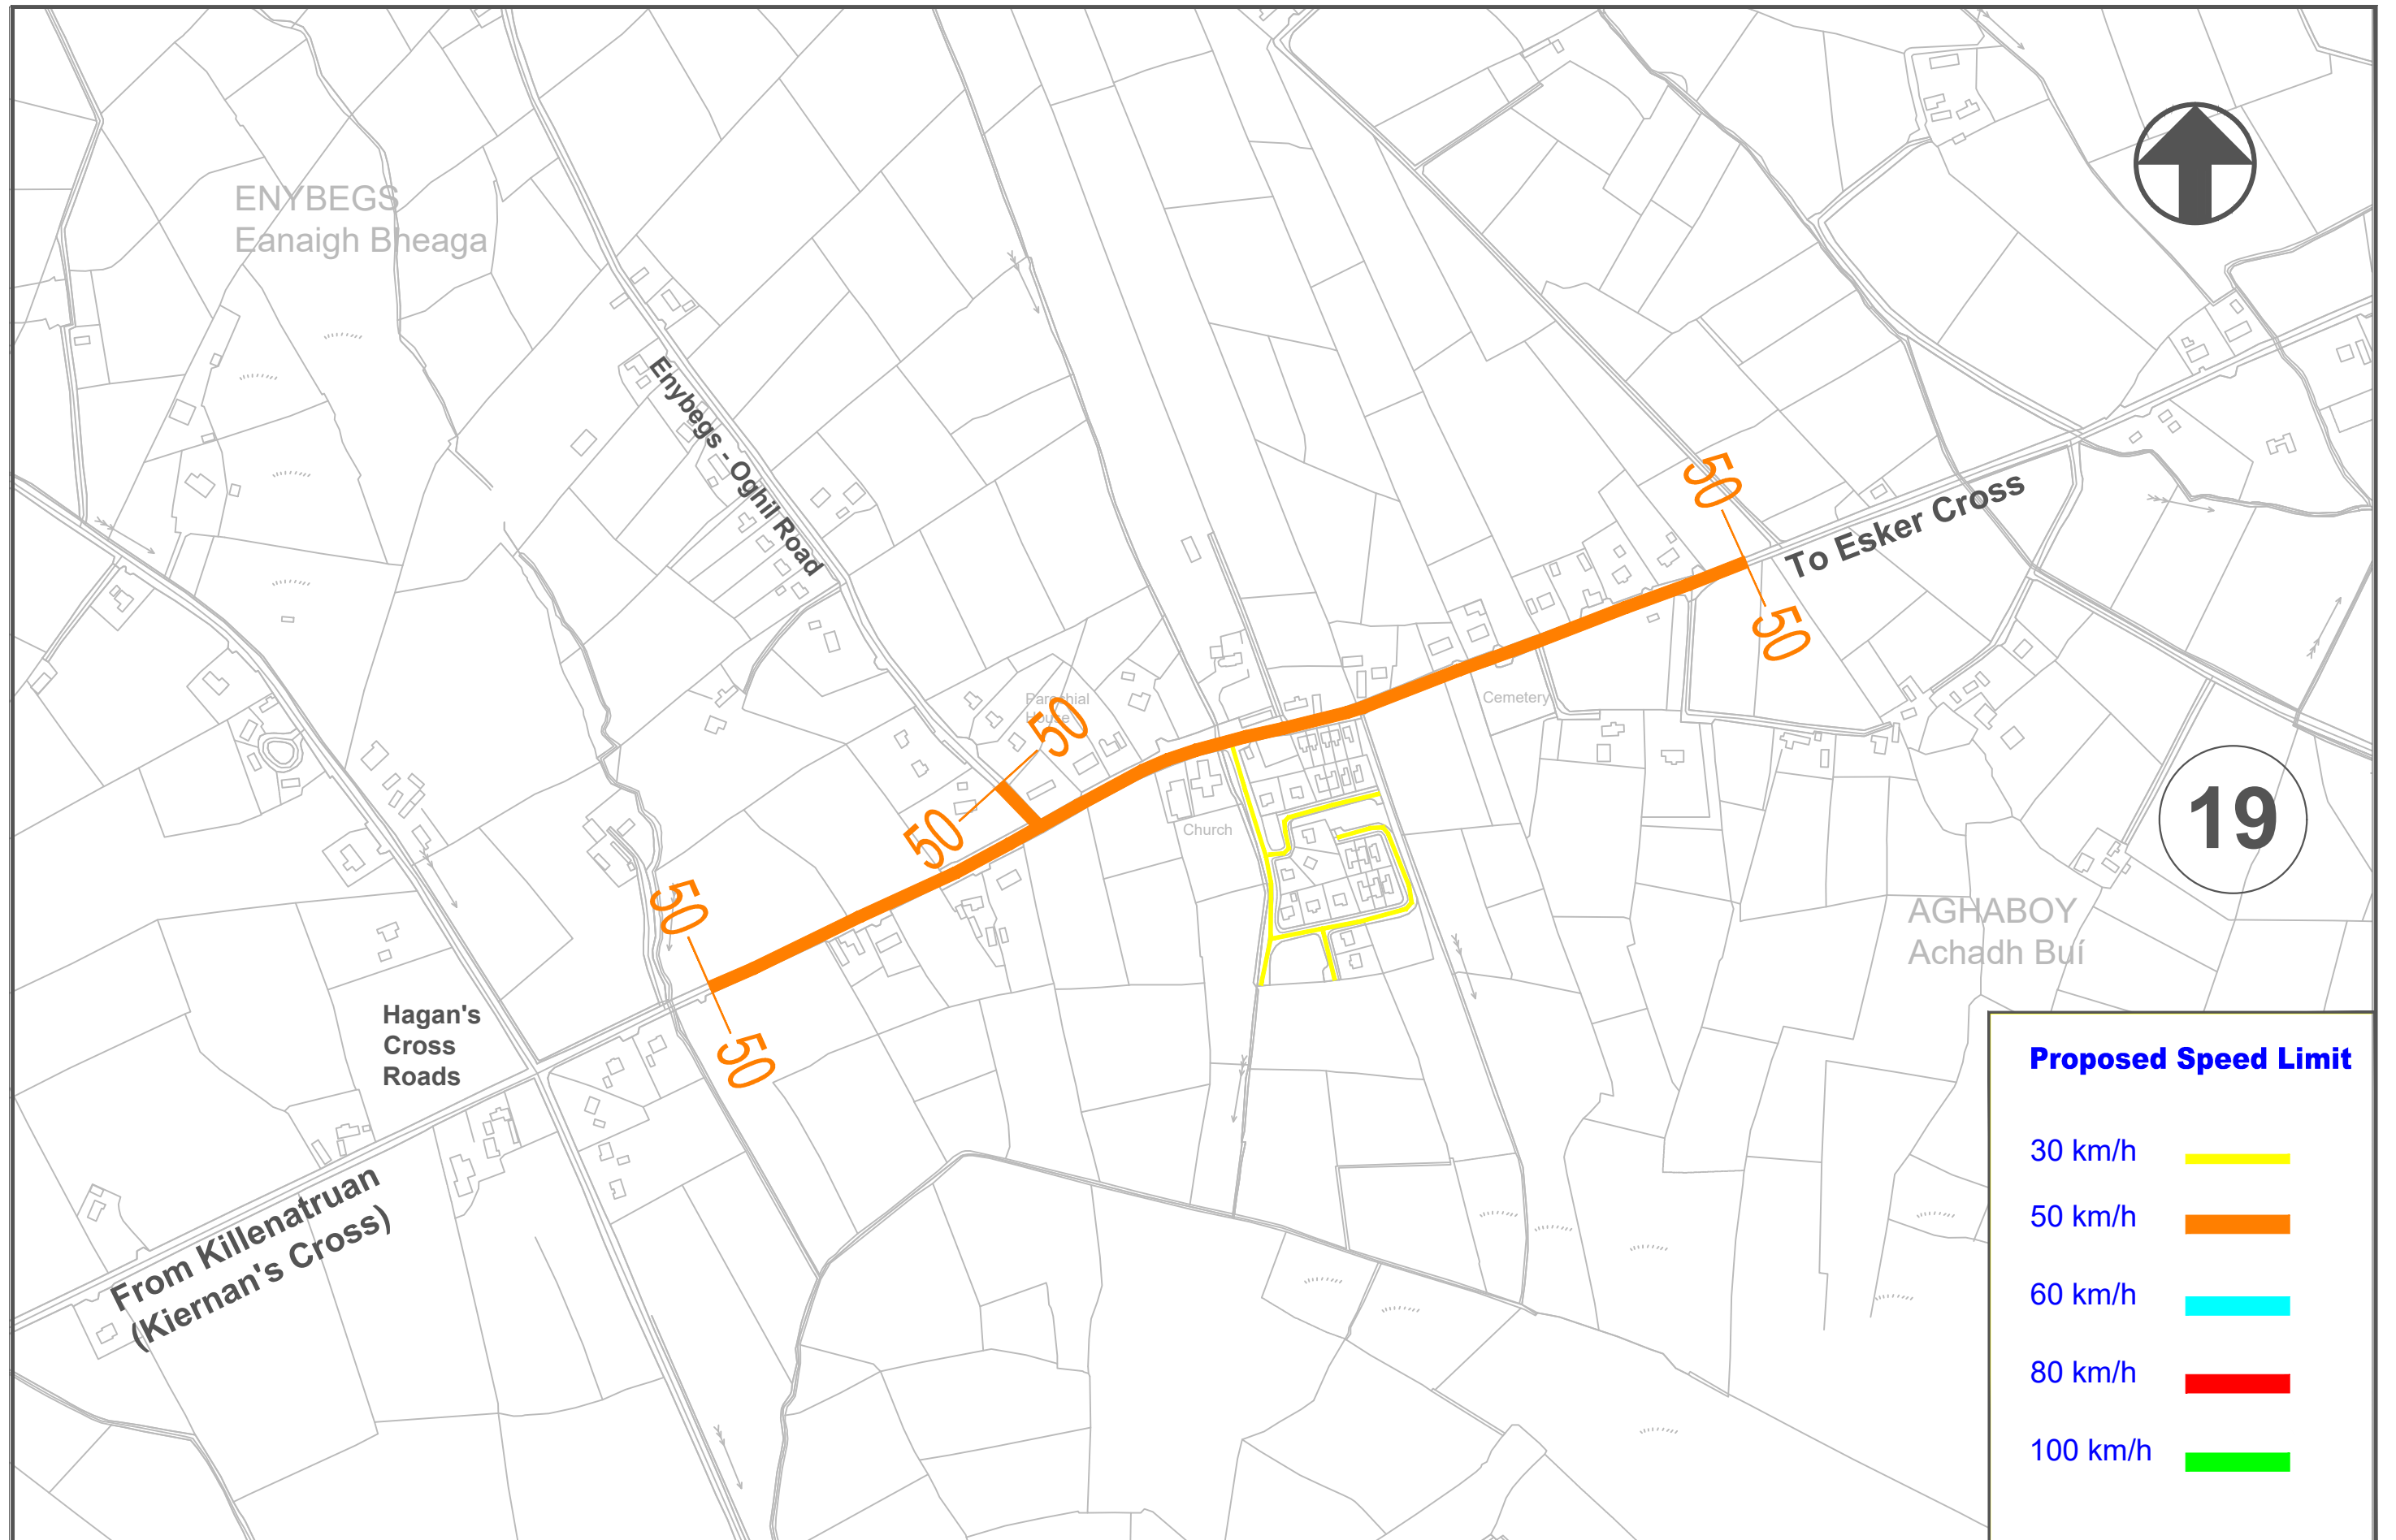 ENYBEGS
Eanaigh Bheaga
Enybegs - Oghil Road
50
To Esker Cross
50
Parochial
House
50
Cemetery
50
Church
19
50
AGHABOY
Achadh Buí
Hagan's
Cross
Roads
50
From Killenatruan
(Kiernan's Cross)
Proposed Speed Limit
30 km/h
50 km/h
60 km/h
80 km/h
100 km/h